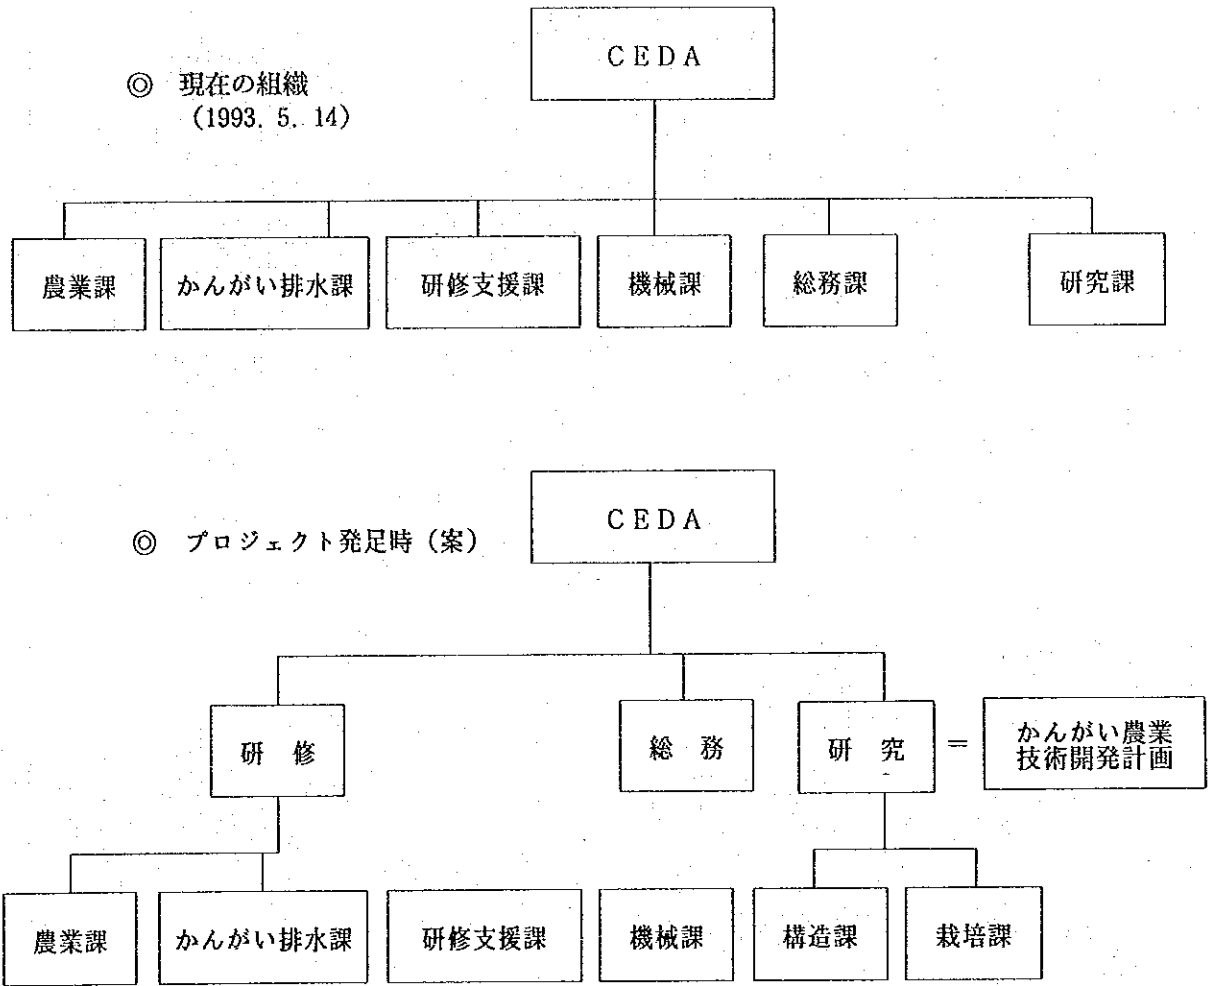 CEDA
◎ 現在の組織
(1993. 5. 14)
農業課
かんがい排水課
研修支援課
機械課
総務課
研究課
CEDA
◎ プロジェクト発足時(案)
研 修
総 務
研 究
=
かんがい農業
技術開発計画
農業課
かんがい排水課
研修支援課
機械課
構造課
栽培課